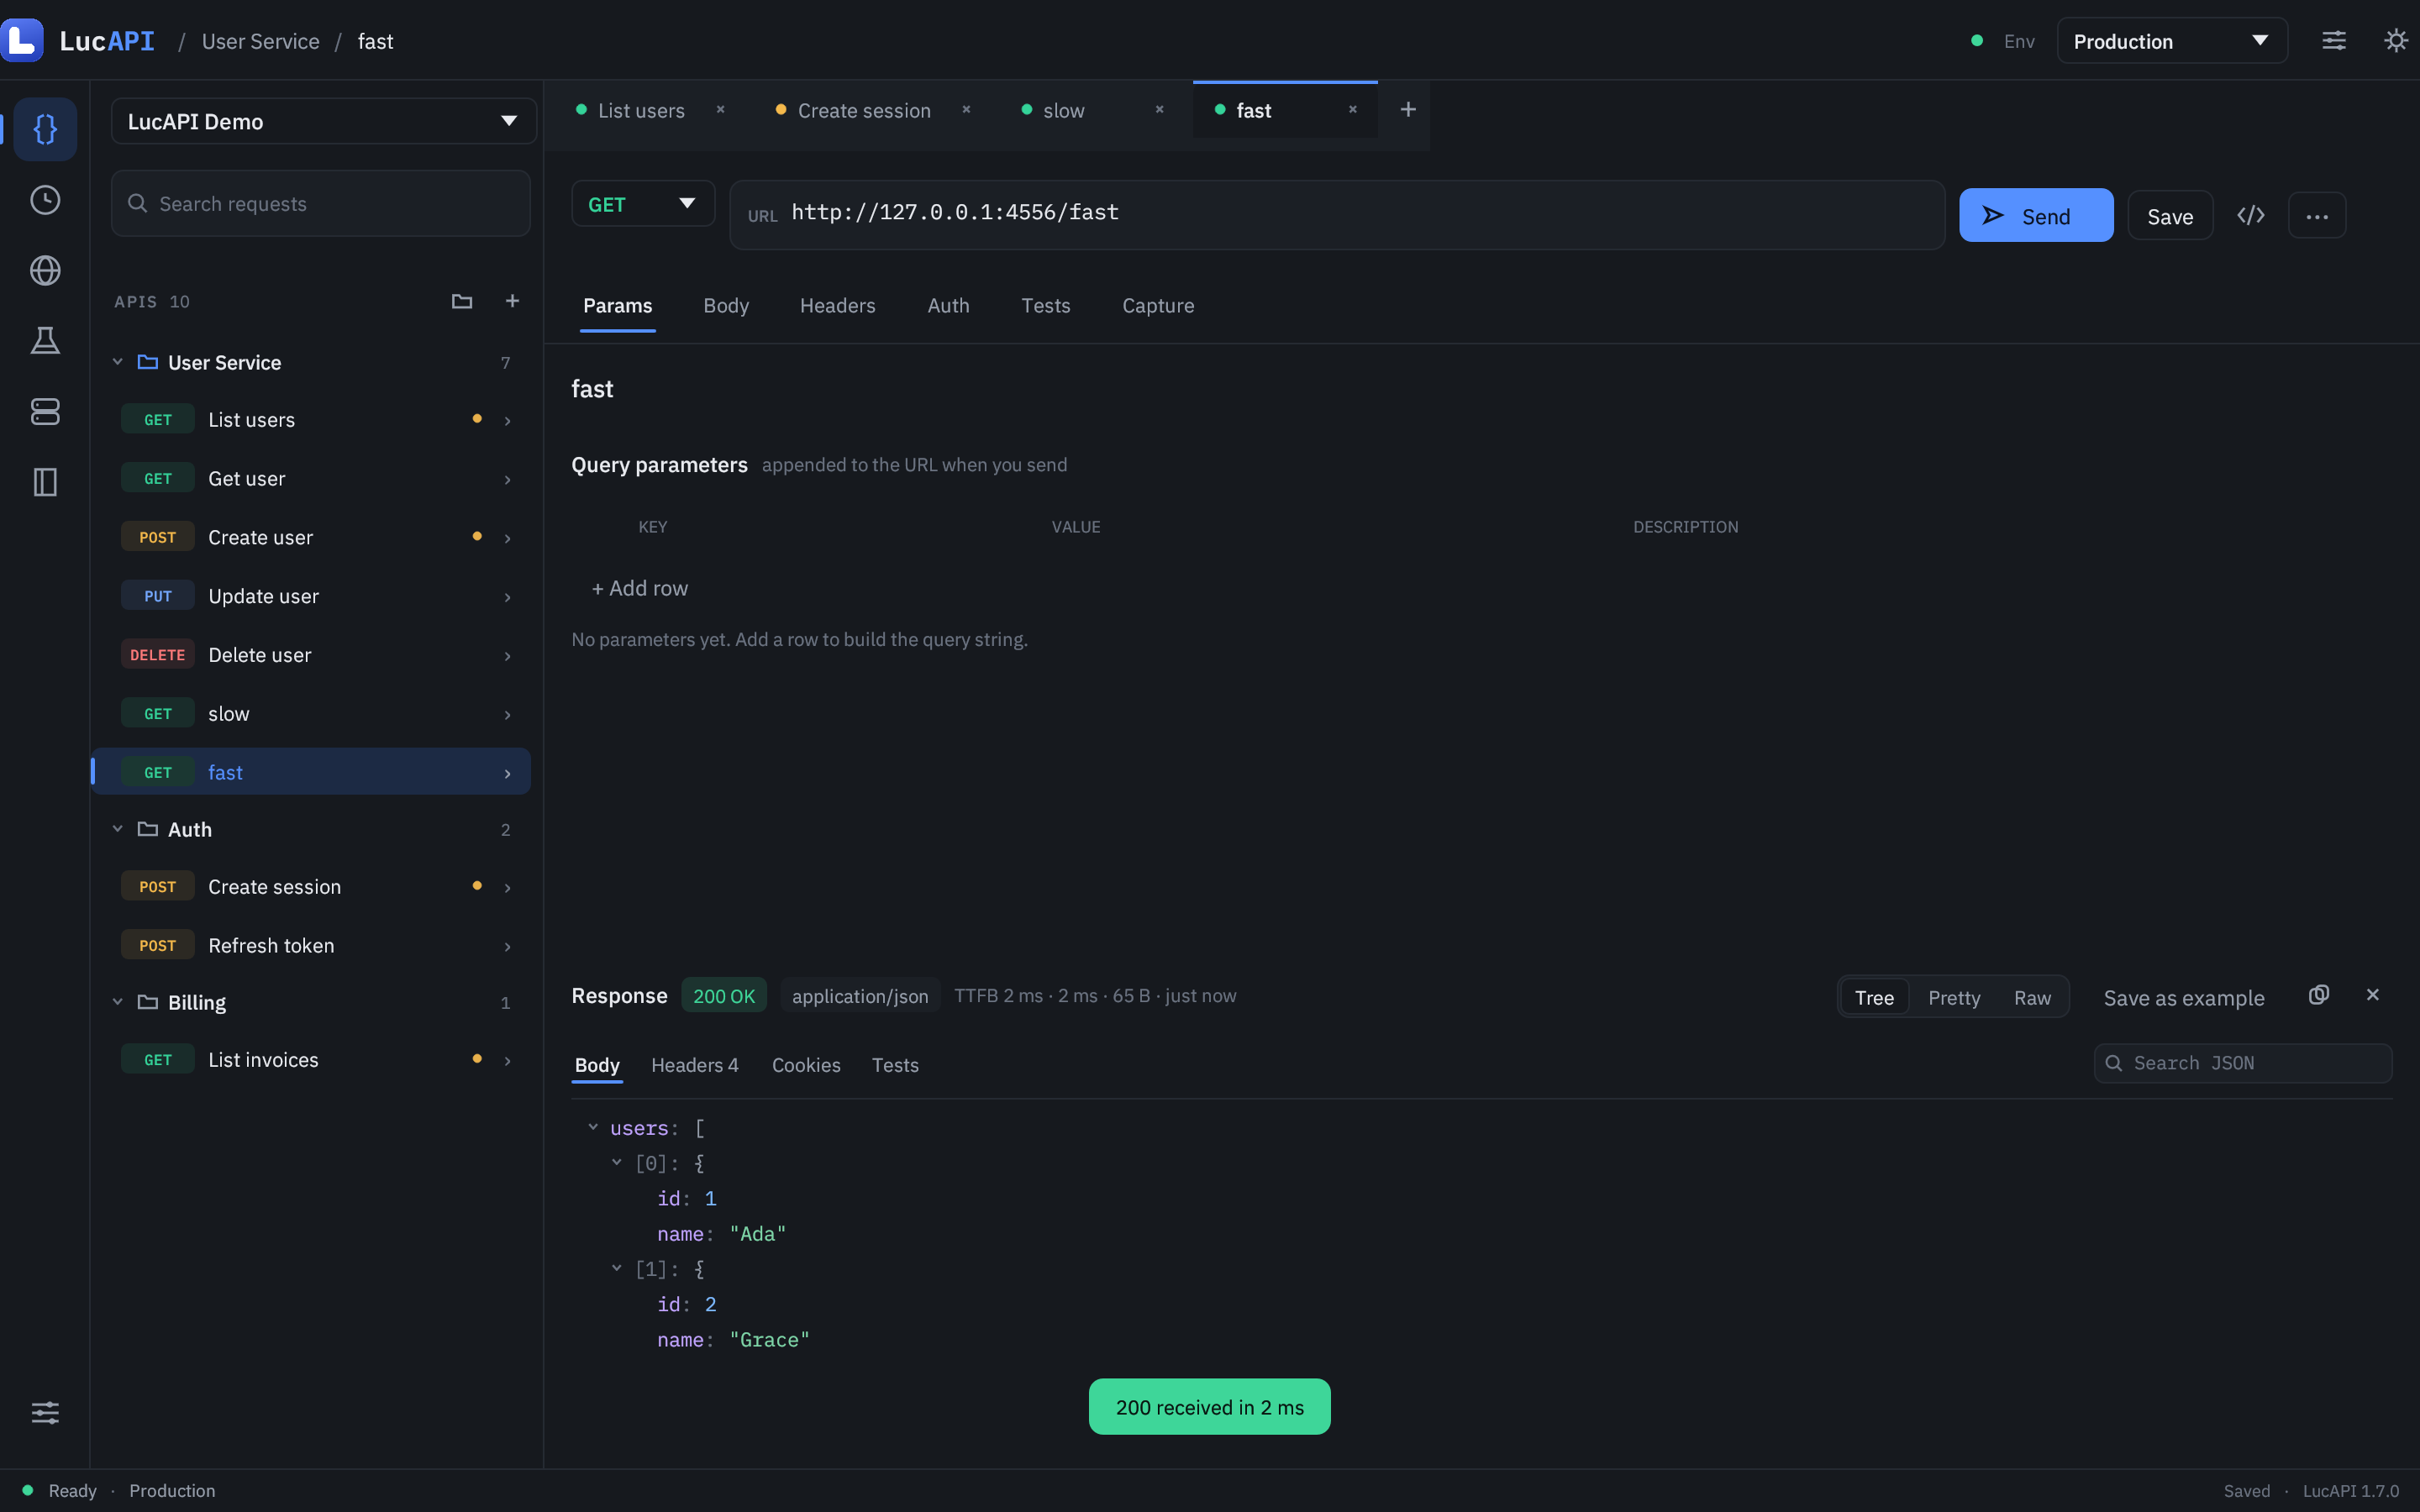 LucAPI / User Service / fast
Env Production
LucAPI Demo
Search requests
APIS 10
User Service 7
GET List users
GET Get user
POST Create user
PUT Update user
DELETE Delete user
GET slow
GET fast
Auth 2
POST Create session
POST Refresh token
Billing 1
GET List invoices
List users × Create session × slow × fast × +
GET URL http://127.0.0.1:4556/fast Send Save </> ...
Params Body Headers Auth Tests Capture
fast
Query parameters appended to the URL when you send
KEY VALUE DESCRIPTION
+ Add row
No parameters yet. Add a row to build the query string.
Response 200 OK application/json TTFB 2 ms · 2 ms · 65 B · just now Tree Pretty Raw Save as example ×
Body Headers 4 Cookies Tests Search JSON
users: [
[0]: {
id: 1
name: "Ada"
[1]: {
id: 2
name: "Grace"
200 received in 2 ms
Ready · Production
Saved · LucAPI 1.7.0